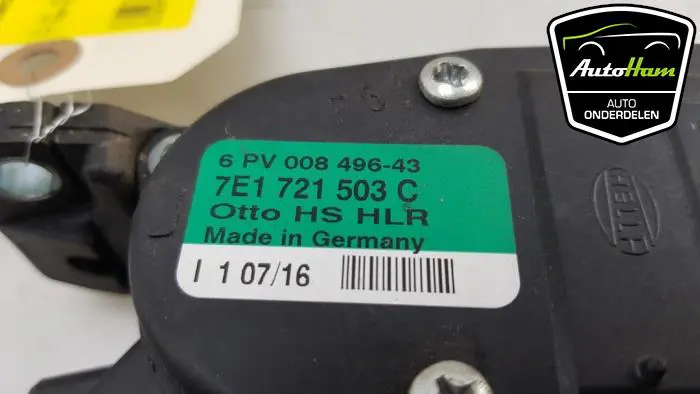 AutoHam
AUTO
ONDERDELEN
6 PV 008 496-43
7E1 721 503 C
Otto HS HLR
Made in Germany
I 1 07/16
HELLA